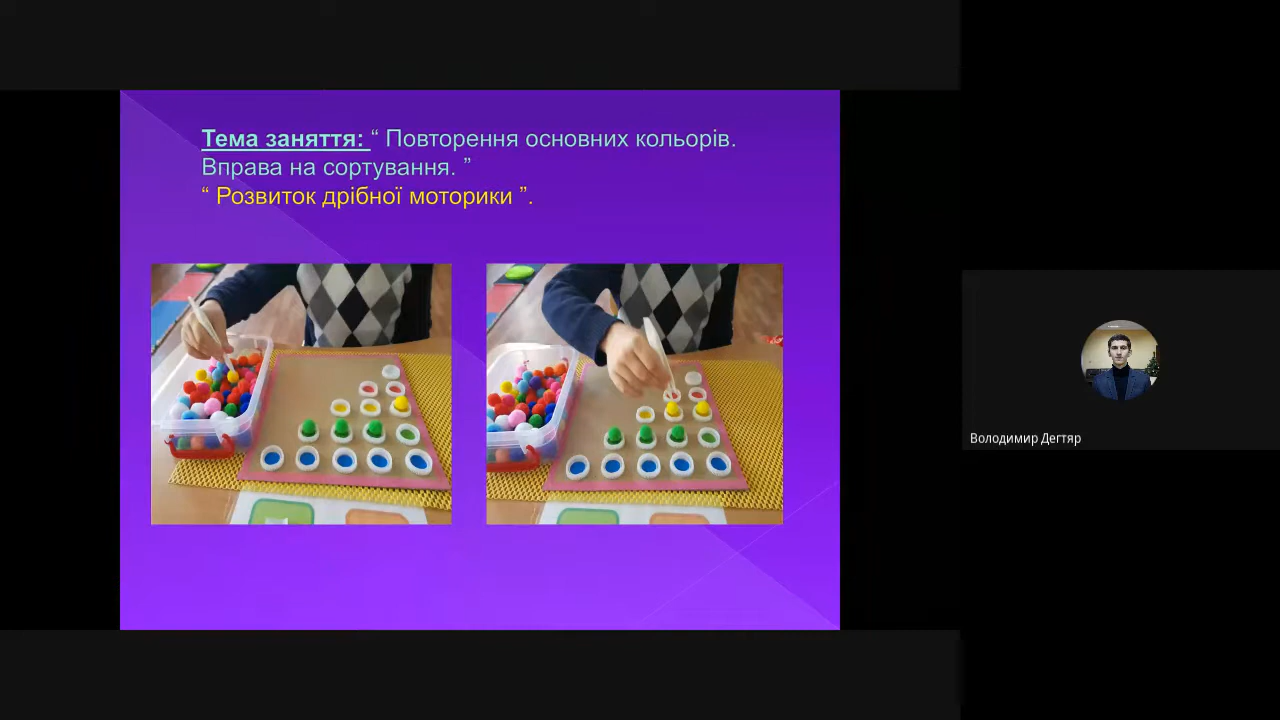 Тема заняття: “ Повторення основних кольорів.
Вправа на сортування. ”
“ Розвиток дрібної моторики ”.
Володимир Дегтяр